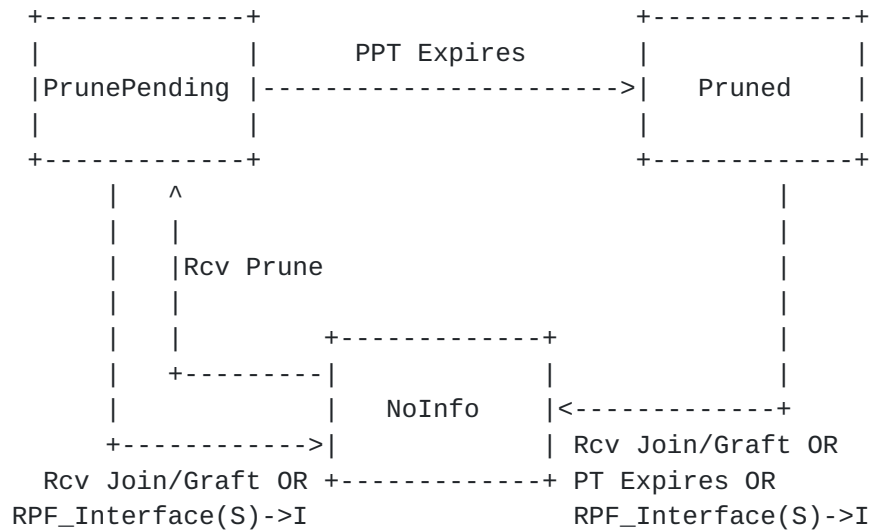 PPT Expires
PrunePending
Pruned
Rcv Prune
NoInfo
Rcv Join/Graft OR
Rcv Join/Graft OR
PT Expires OR
RPF_Interface(S)->I
RPF_Interface(S)->I